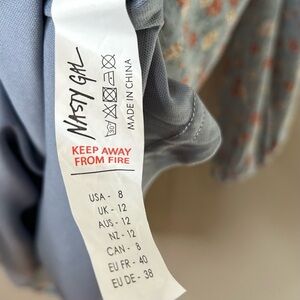 NASTY GAL
MADE IN CHINA
KEEP AWAY
FROM FIRE
USA - 8
UK - 12
AUS - 12
NZ - 12
CAN - 8
EU FR - 40
EU DE - 38